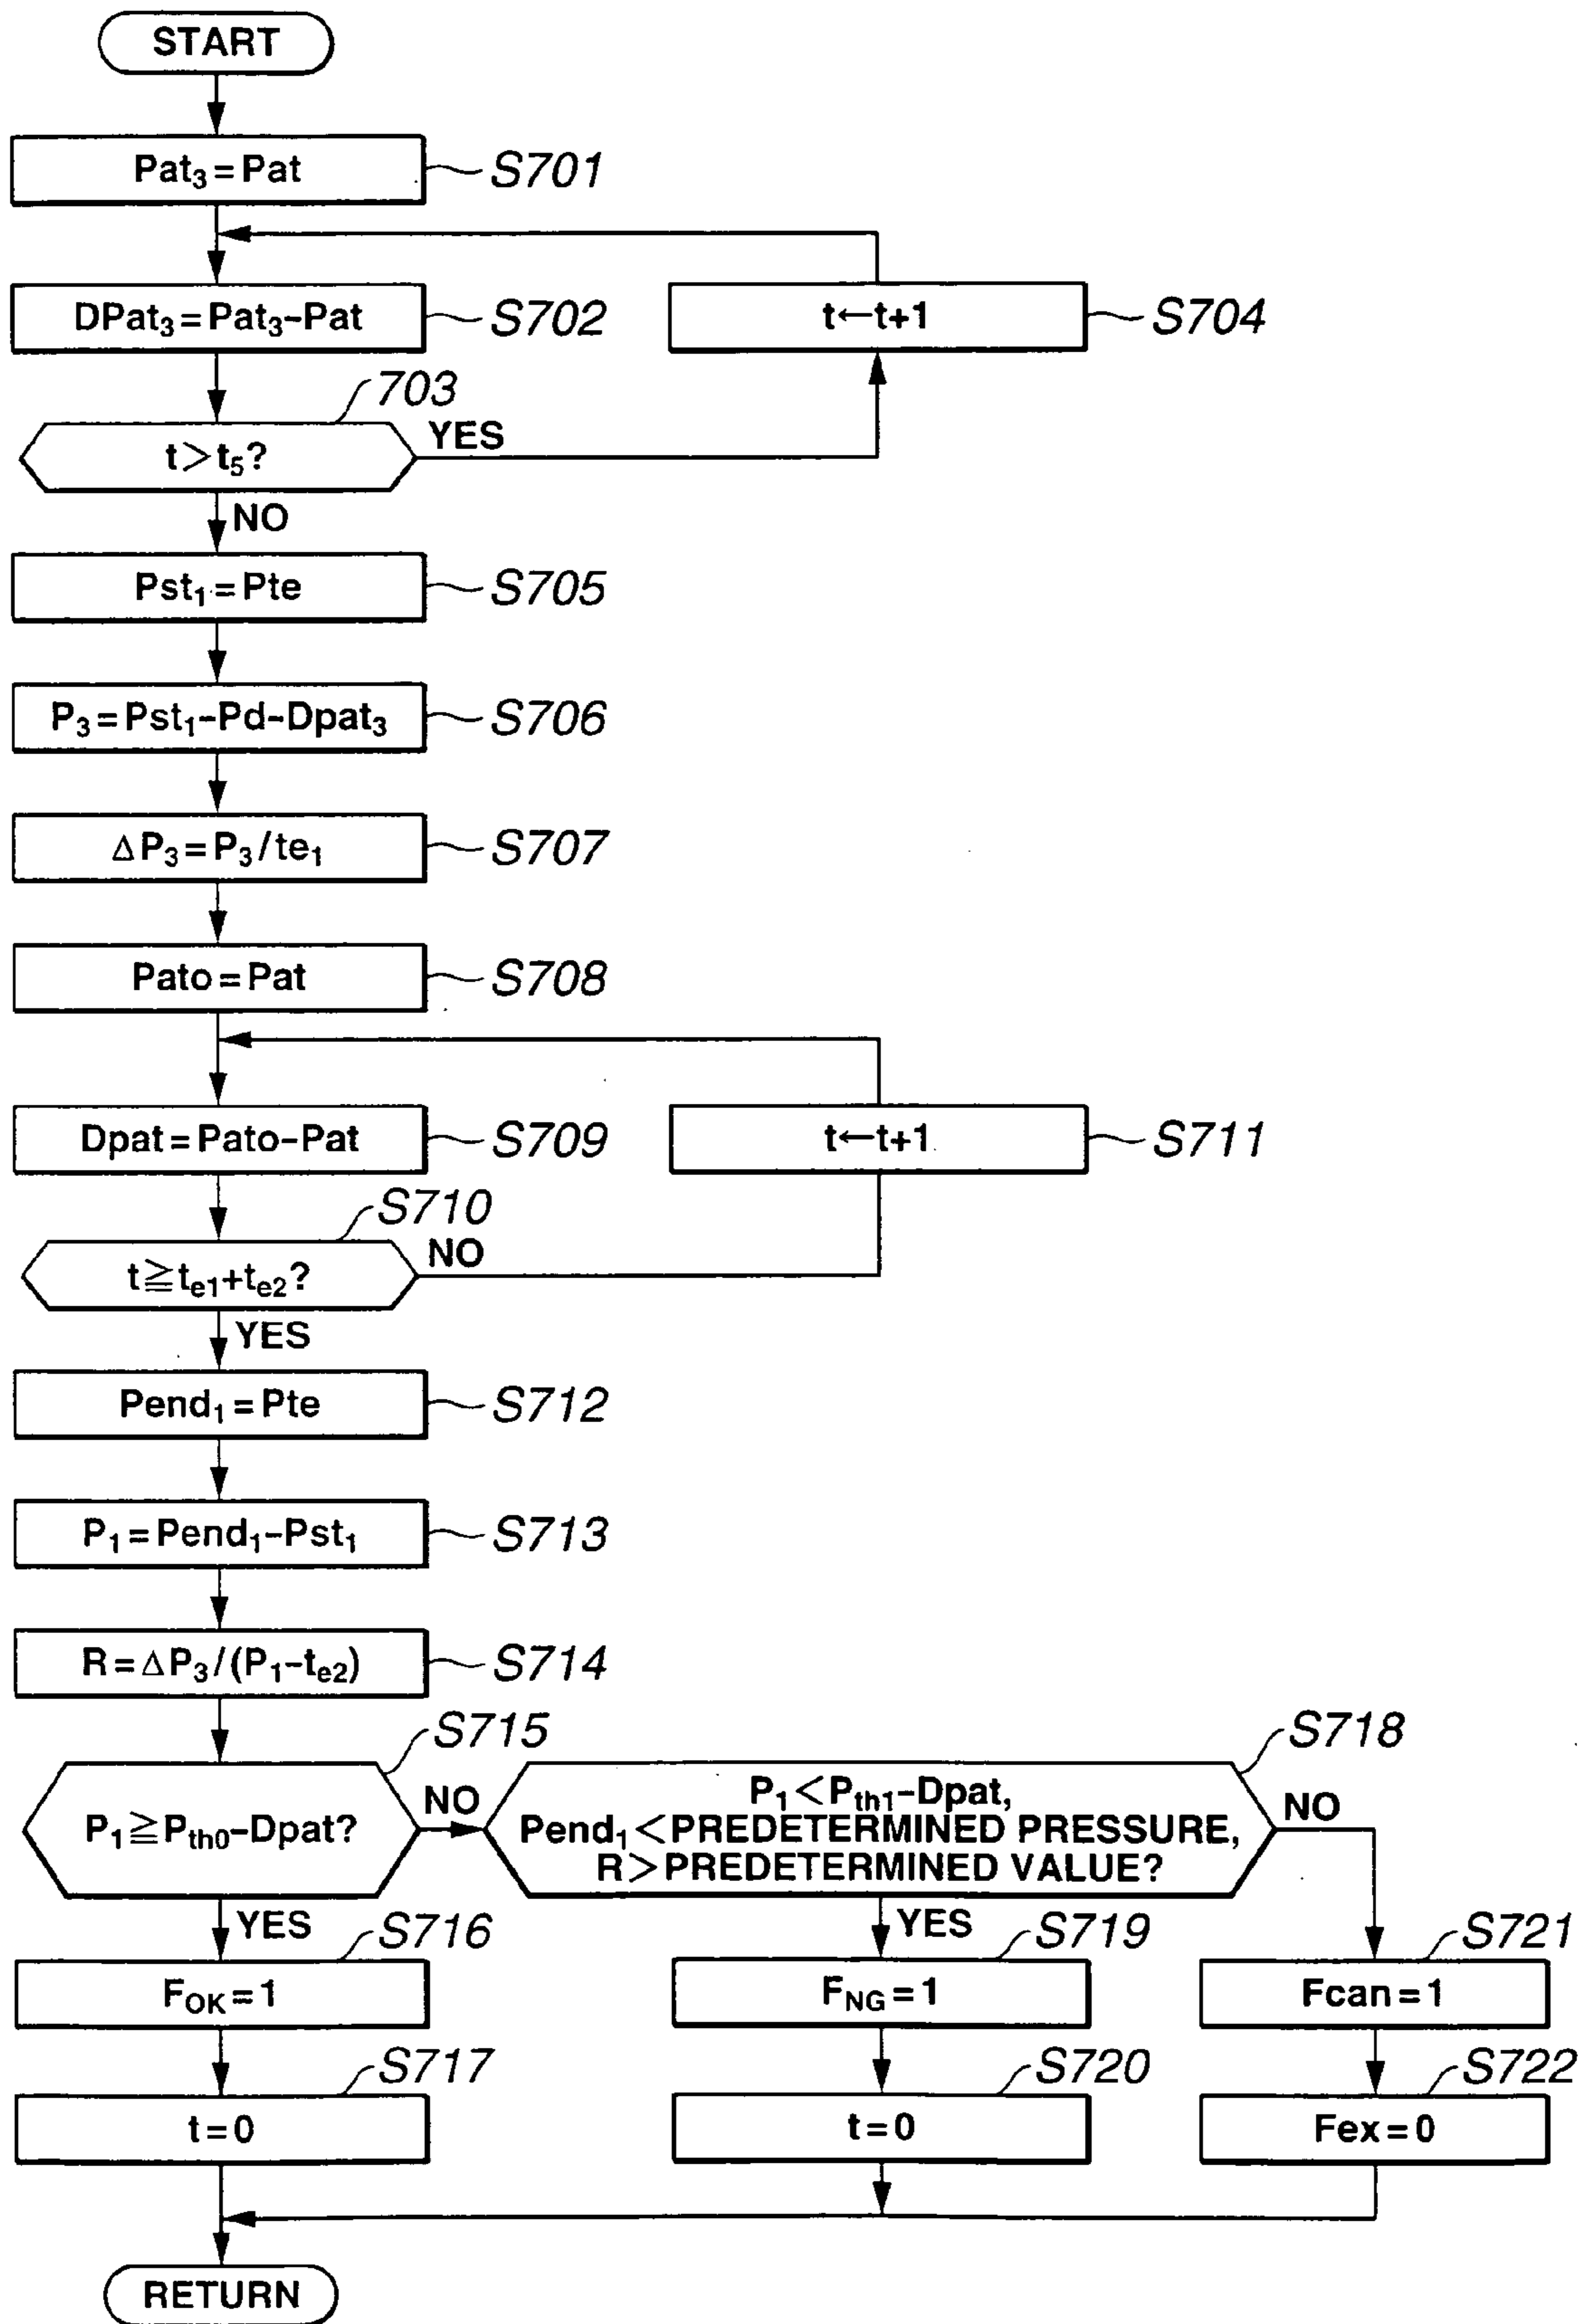 START
Pat₃=Pat
S701
DPat₃=Pat₃-Pat
S702
t←t+1
S704
703
t>t₅?
YES
NO
Pst₁=Pte
S705
P₃=Pst₁-Pd-Dpat₃
S706
ΔP₃=P₃/te₁
S707
Pato=Pat
S708
Dpat=Pato-Pat
S709
t←t+1
S711
S710
t≧tₑ₁+tₑ₂?
NO
YES
Pend₁=Pte
S712
P₁=Pend₁-Pst₁
S713
R=ΔP₃/(P₁-tₑ₂)
S714
S715
P₁≧Pth0-Dpat?
NO
YES
S718
P₁<Pth1-Dpat,
Pend₁<PREDETERMINED PRESSURE,
R>PREDETERMINED VALUE?
NO
YES
S716
FOK=1
S719
FNG=1
S721
Fcan=1
S717
t=0
S720
t=0
S722
Fex=0
RETURN